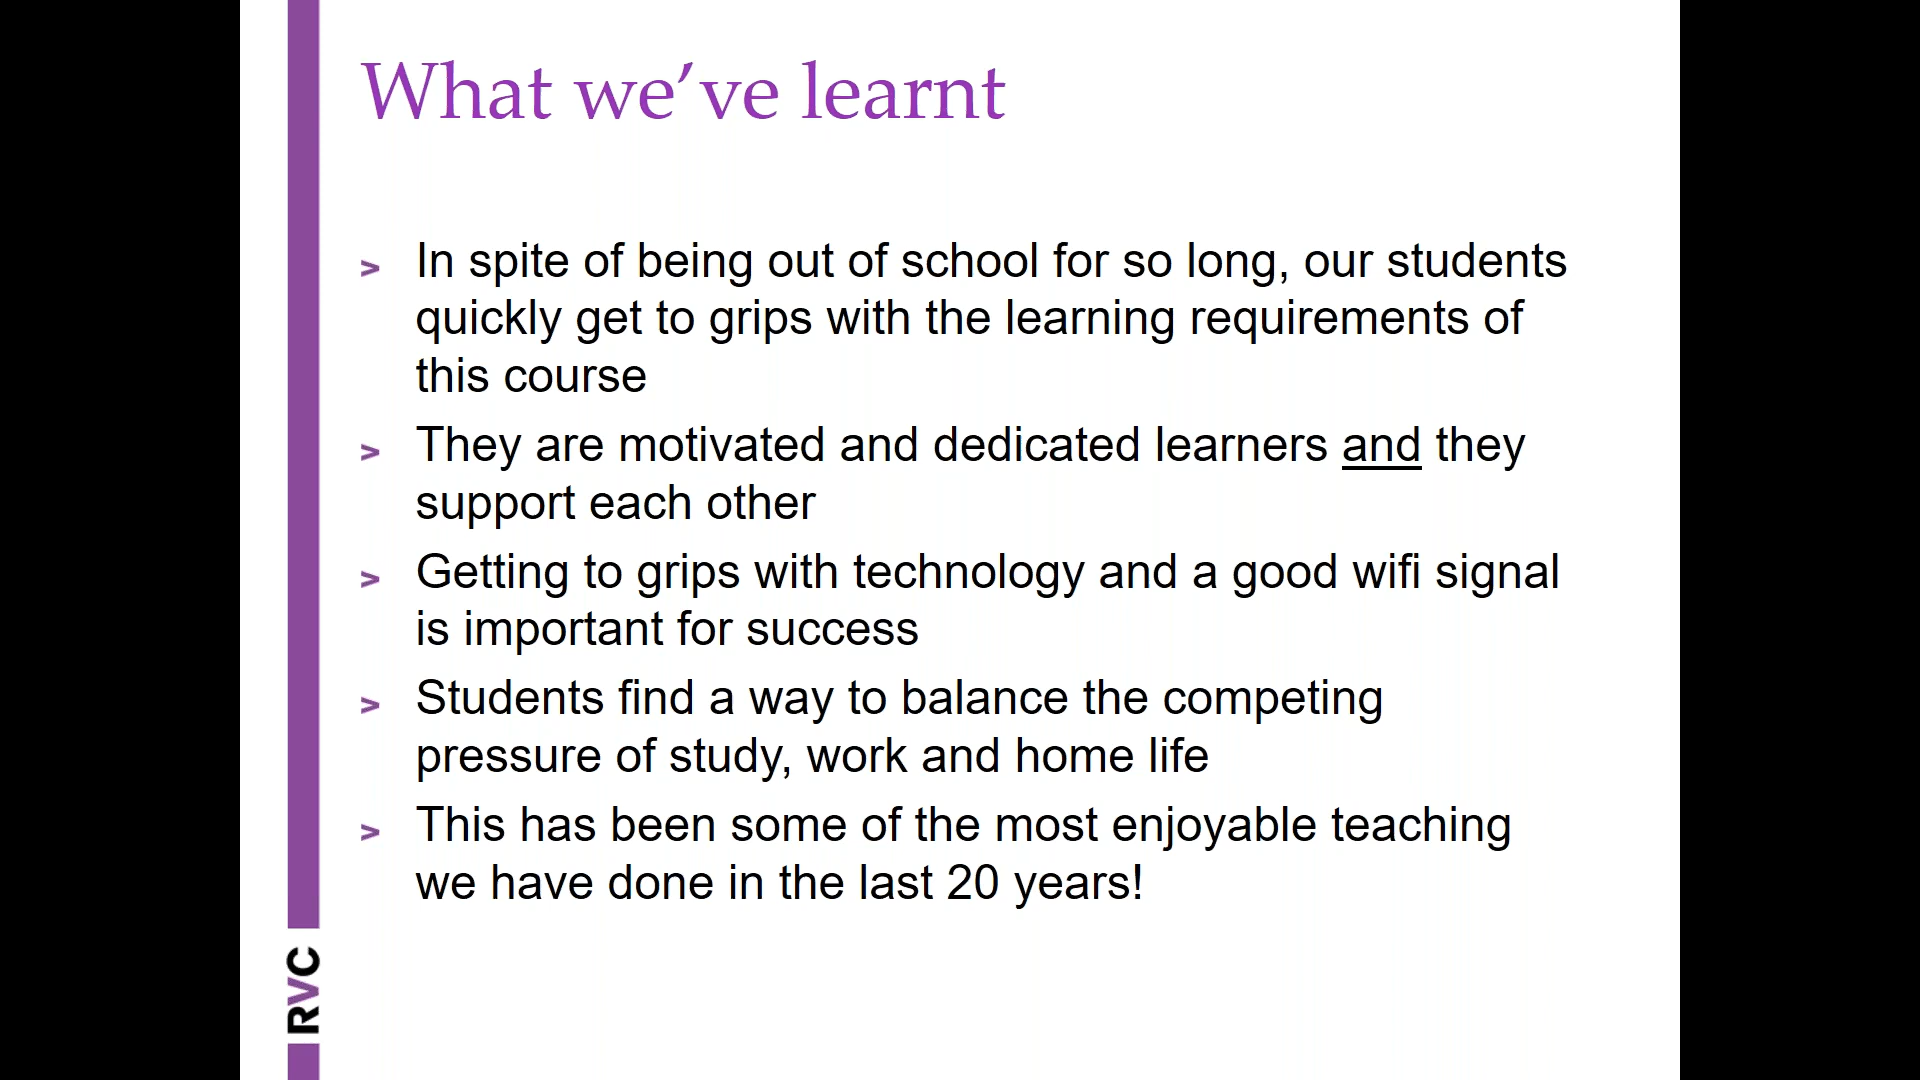 What we’ve learnt
> In spite of being out of school for so long, our students
quickly get to grips with the learning requirements of
this course
> They are motivated and dedicated learners and they
support each other
> Getting to grips with technology and a good wifi signal
is important for success
> Students find a way to balance the competing
pressure of study, work and home life
> This has been some of the most enjoyable teaching
we have done in the last 20 years!
RVC